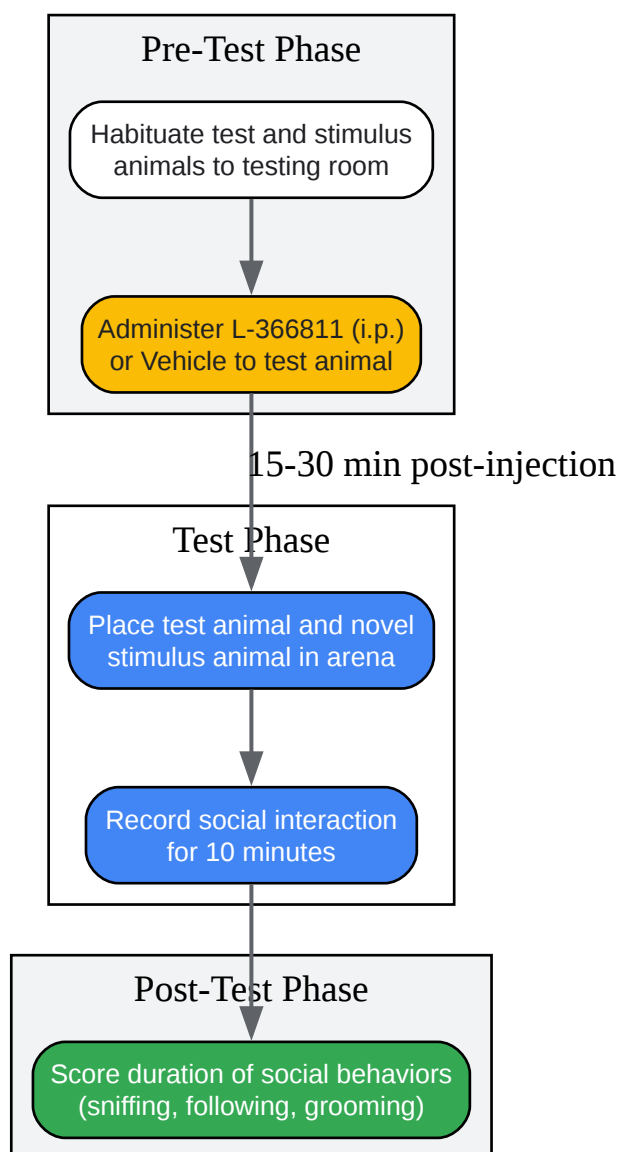 Pre-Test Phase
Habituate test and stimulus
animals to testing room
Administer L-366811 (i.p.)
or Vehicle to test animal
15-30 min post-injection
Test Phase
Place test animal and novel
stimulus animal in arena
Record social interaction
for 10 minutes
Post-Test Phase
Score duration of social behaviors
(sniffing, following, grooming)